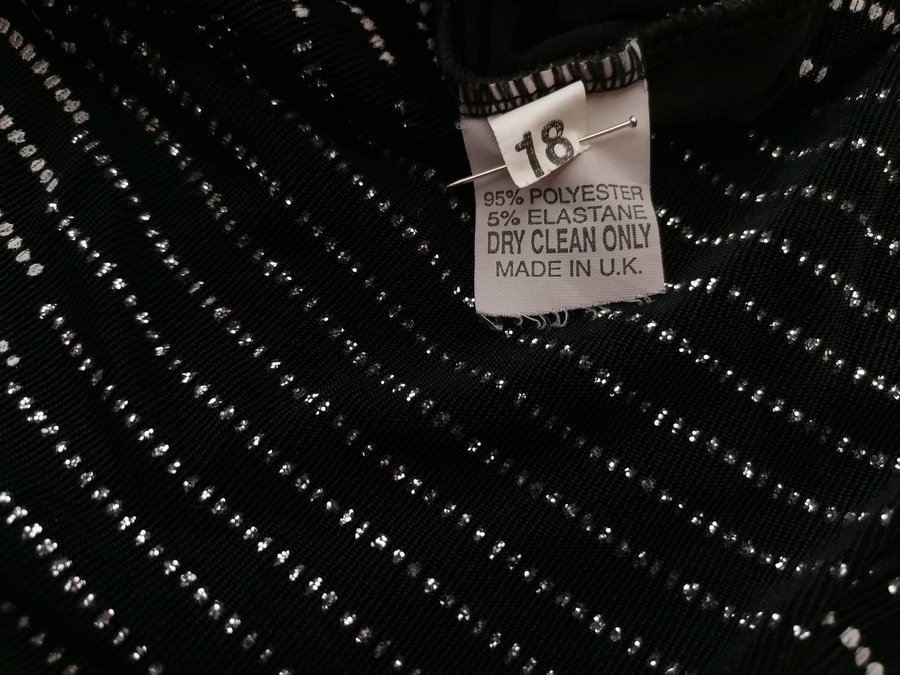 18
95% POLYESTER
5% ELASTANE
DRY CLEAN ONLY
MADE IN U.K.